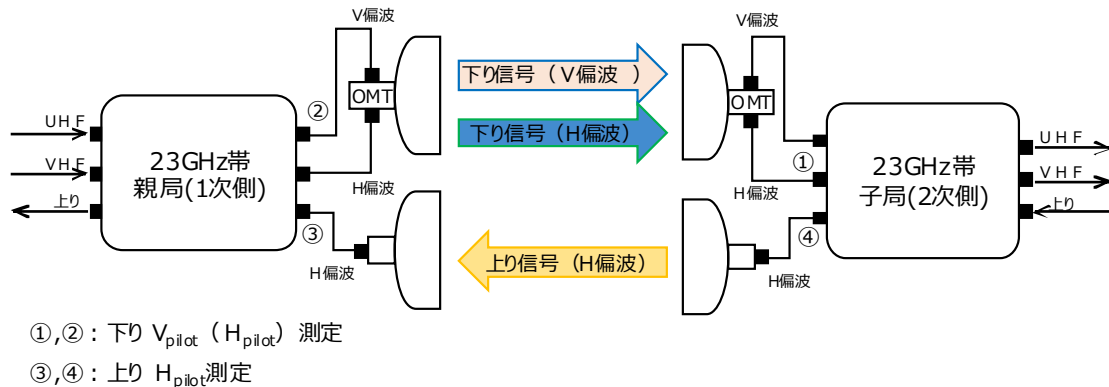 V偏波
V偏波
下り信号（V偏波 ）
②
OMT
OMT
UHF
23GHz帯
親局(1次側)
下り信号（H偏波）
23GHz帯
子局(2次側)
UHF
VHF
①
VHF
上り
H偏波
H偏波
上り
③
④
上り信号（H偏波）
H偏波
H偏波
①,②：下り Vpilot（Hpilot）測定
③,④：上り Hpilot測定